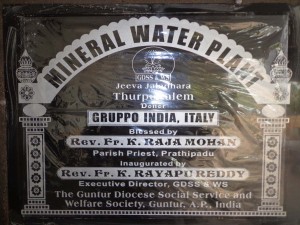 MINERAL WATER PLANT
GDSS & WS
Jeeva Jaladhara
Donor
GRUPPO INDIA, ITALY
Blessed by
Rev. Fr. K. RAJA MOHAN
Parish Priest, Prathipadu
Inaugurated by
Rev. Fr. K. RAYAPU REDDY
Executive Director, GDSS & WS
The Guntur Diocese Social Service and
Welfare Society, Guntur, A.P., India